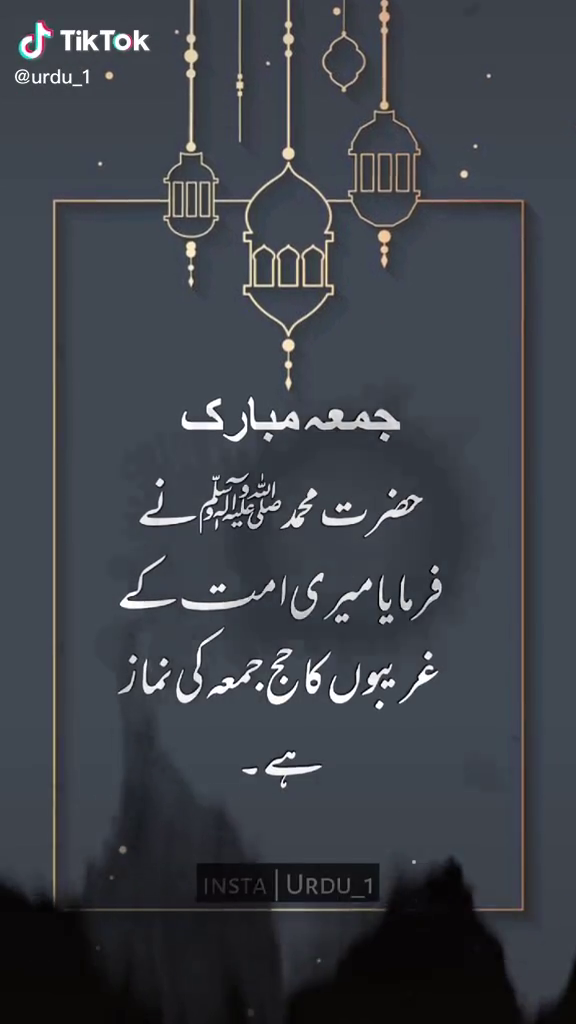 TikTok
@urdu_1
جمعہ مبارک
حضرت محمد ﷺ نے
فرمایا میری امت کے
غریبوں کا حج جمعہ کی نماز
ہے۔
INSTA | URDU_1